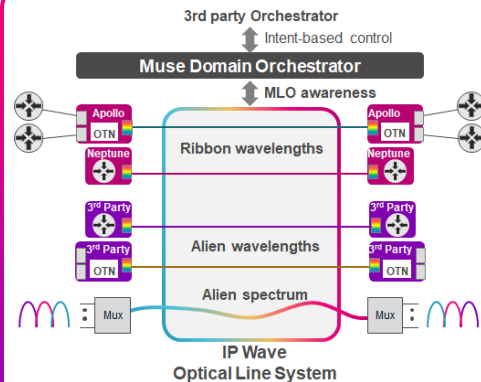 3rd party Orchestrator
Intent-based control
Muse Domain Orchestrator
MLO awareness
Apollo
OTN
Apollo
OTN
Ribbon wavelengths
Neptune
Neptune
3rd Party
3rd Party
Alien wavelengths
3rd Party
OTN
3rd Party
OTN
Alien spectrum
Mux
Mux
IP Wave
Optical Line System